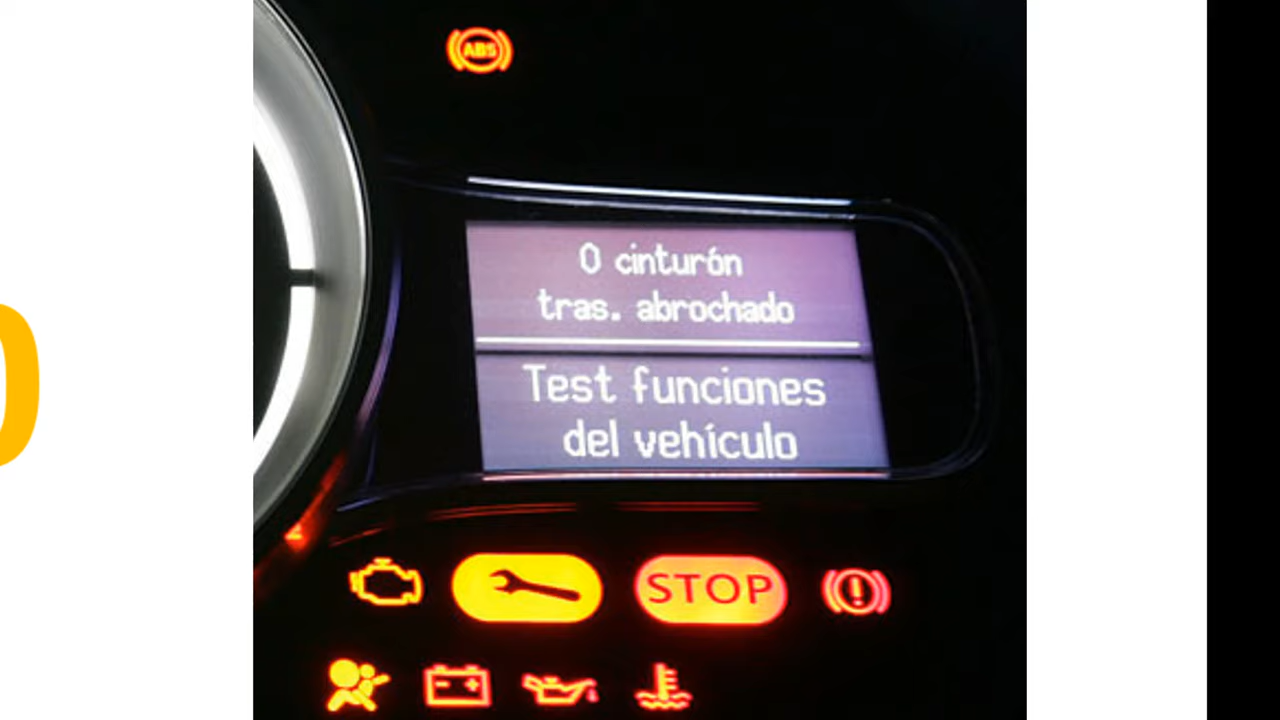 ABS
0 cinturón
tras. abrochado
Test funciones
del vehículo
STOP